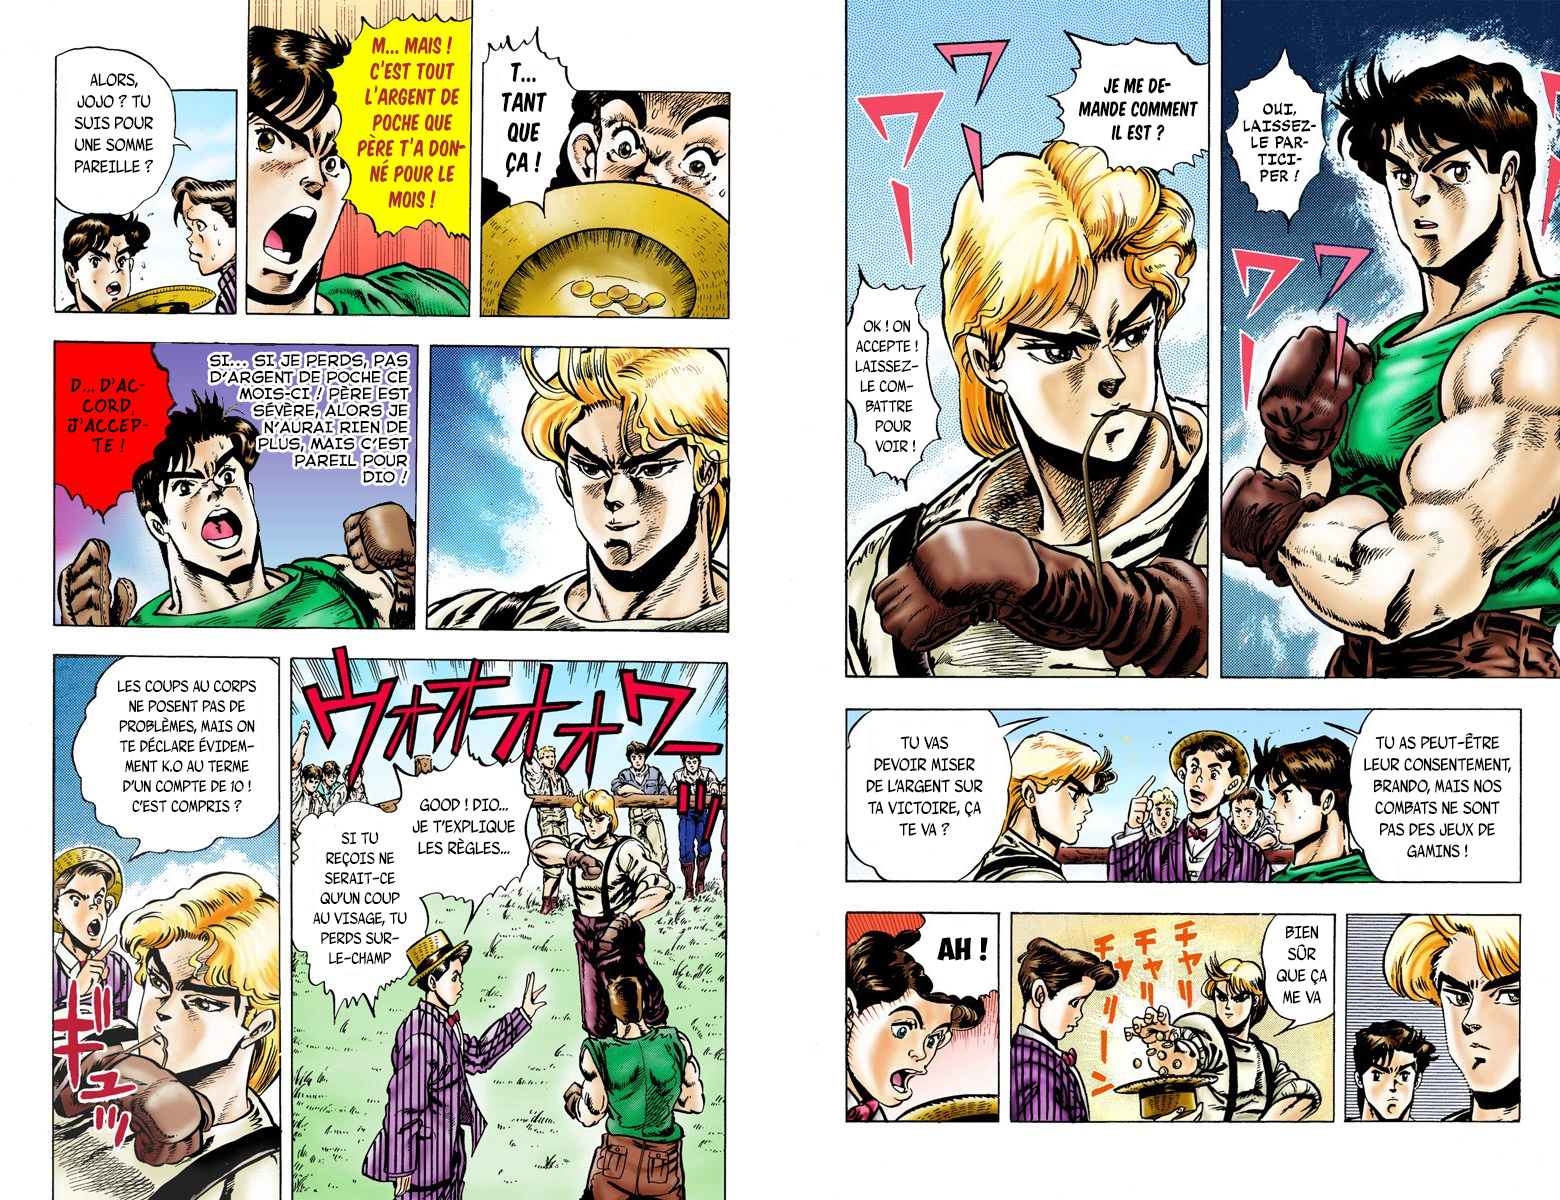 OUI,
LAISSEZ-
LE PAR-
TICI-
PER !
ワー
ワー
JE ME DE-
MANDE COMMENT
IL EST ?
ワー
ワー
OK ! ON
ACCEPTE !
LAISSEZ-
LE COM-
BATTRE
POUR
VOIR !
TU AS PEUT-ÊTRE
LEUR CONSENTEMENT,
BRANDO, MAIS NOS
COMBATS NE SONT
PAS DES JEUX DE
GAMINS !
TU VAS
DEVOIR MISER
DE L'ARGENT SUR
TA VICTOIRE, ÇA
TE VA ?
BIEN
SÛR
QUE ÇA
ME VA
チャリ
チャリ
チャリーン
AH !
T...
TANT
QUE
ÇA !
M... MAIS !
C'EST TOUT
L'ARGENT DE
POCHE QUE
PÈRE T'A DON-
NÉ POUR LE
MOIS !
ALORS,
JOJO ? TU
SUIS POUR
UNE SOMME
PAREILLE ?
SI... SI JE PERDS, PAS
D'ARGENT DE POCHE CE
MOIS-CI ! PÈRE EST
SÉVÈRE, ALORS JE
N'AURAI RIEN DE
PLUS, MAIS C'EST
PAREIL POUR
DIO !
D... D'AC-
CORD,
J'ACCEP-
TE !
ウオオオオワー!!
GOOD ! DIO...
JE T'EXPLIQUE
LES RÈGLES...
SI TU
REÇOIS NE
SERAIT-CE
QU'UN COUP
AU VISAGE, TU
PERDS SUR-
LE-CHAMP
LES COUPS AU CORPS
NE POSENT PAS DE
PROBLÈMES, MAIS ON
TE DÉCLARE ÉVIDEM-
MENT K.O AU TERME
D'UN COMPTE DE 10 !
C'EST COMPRIS ?
ギュッ